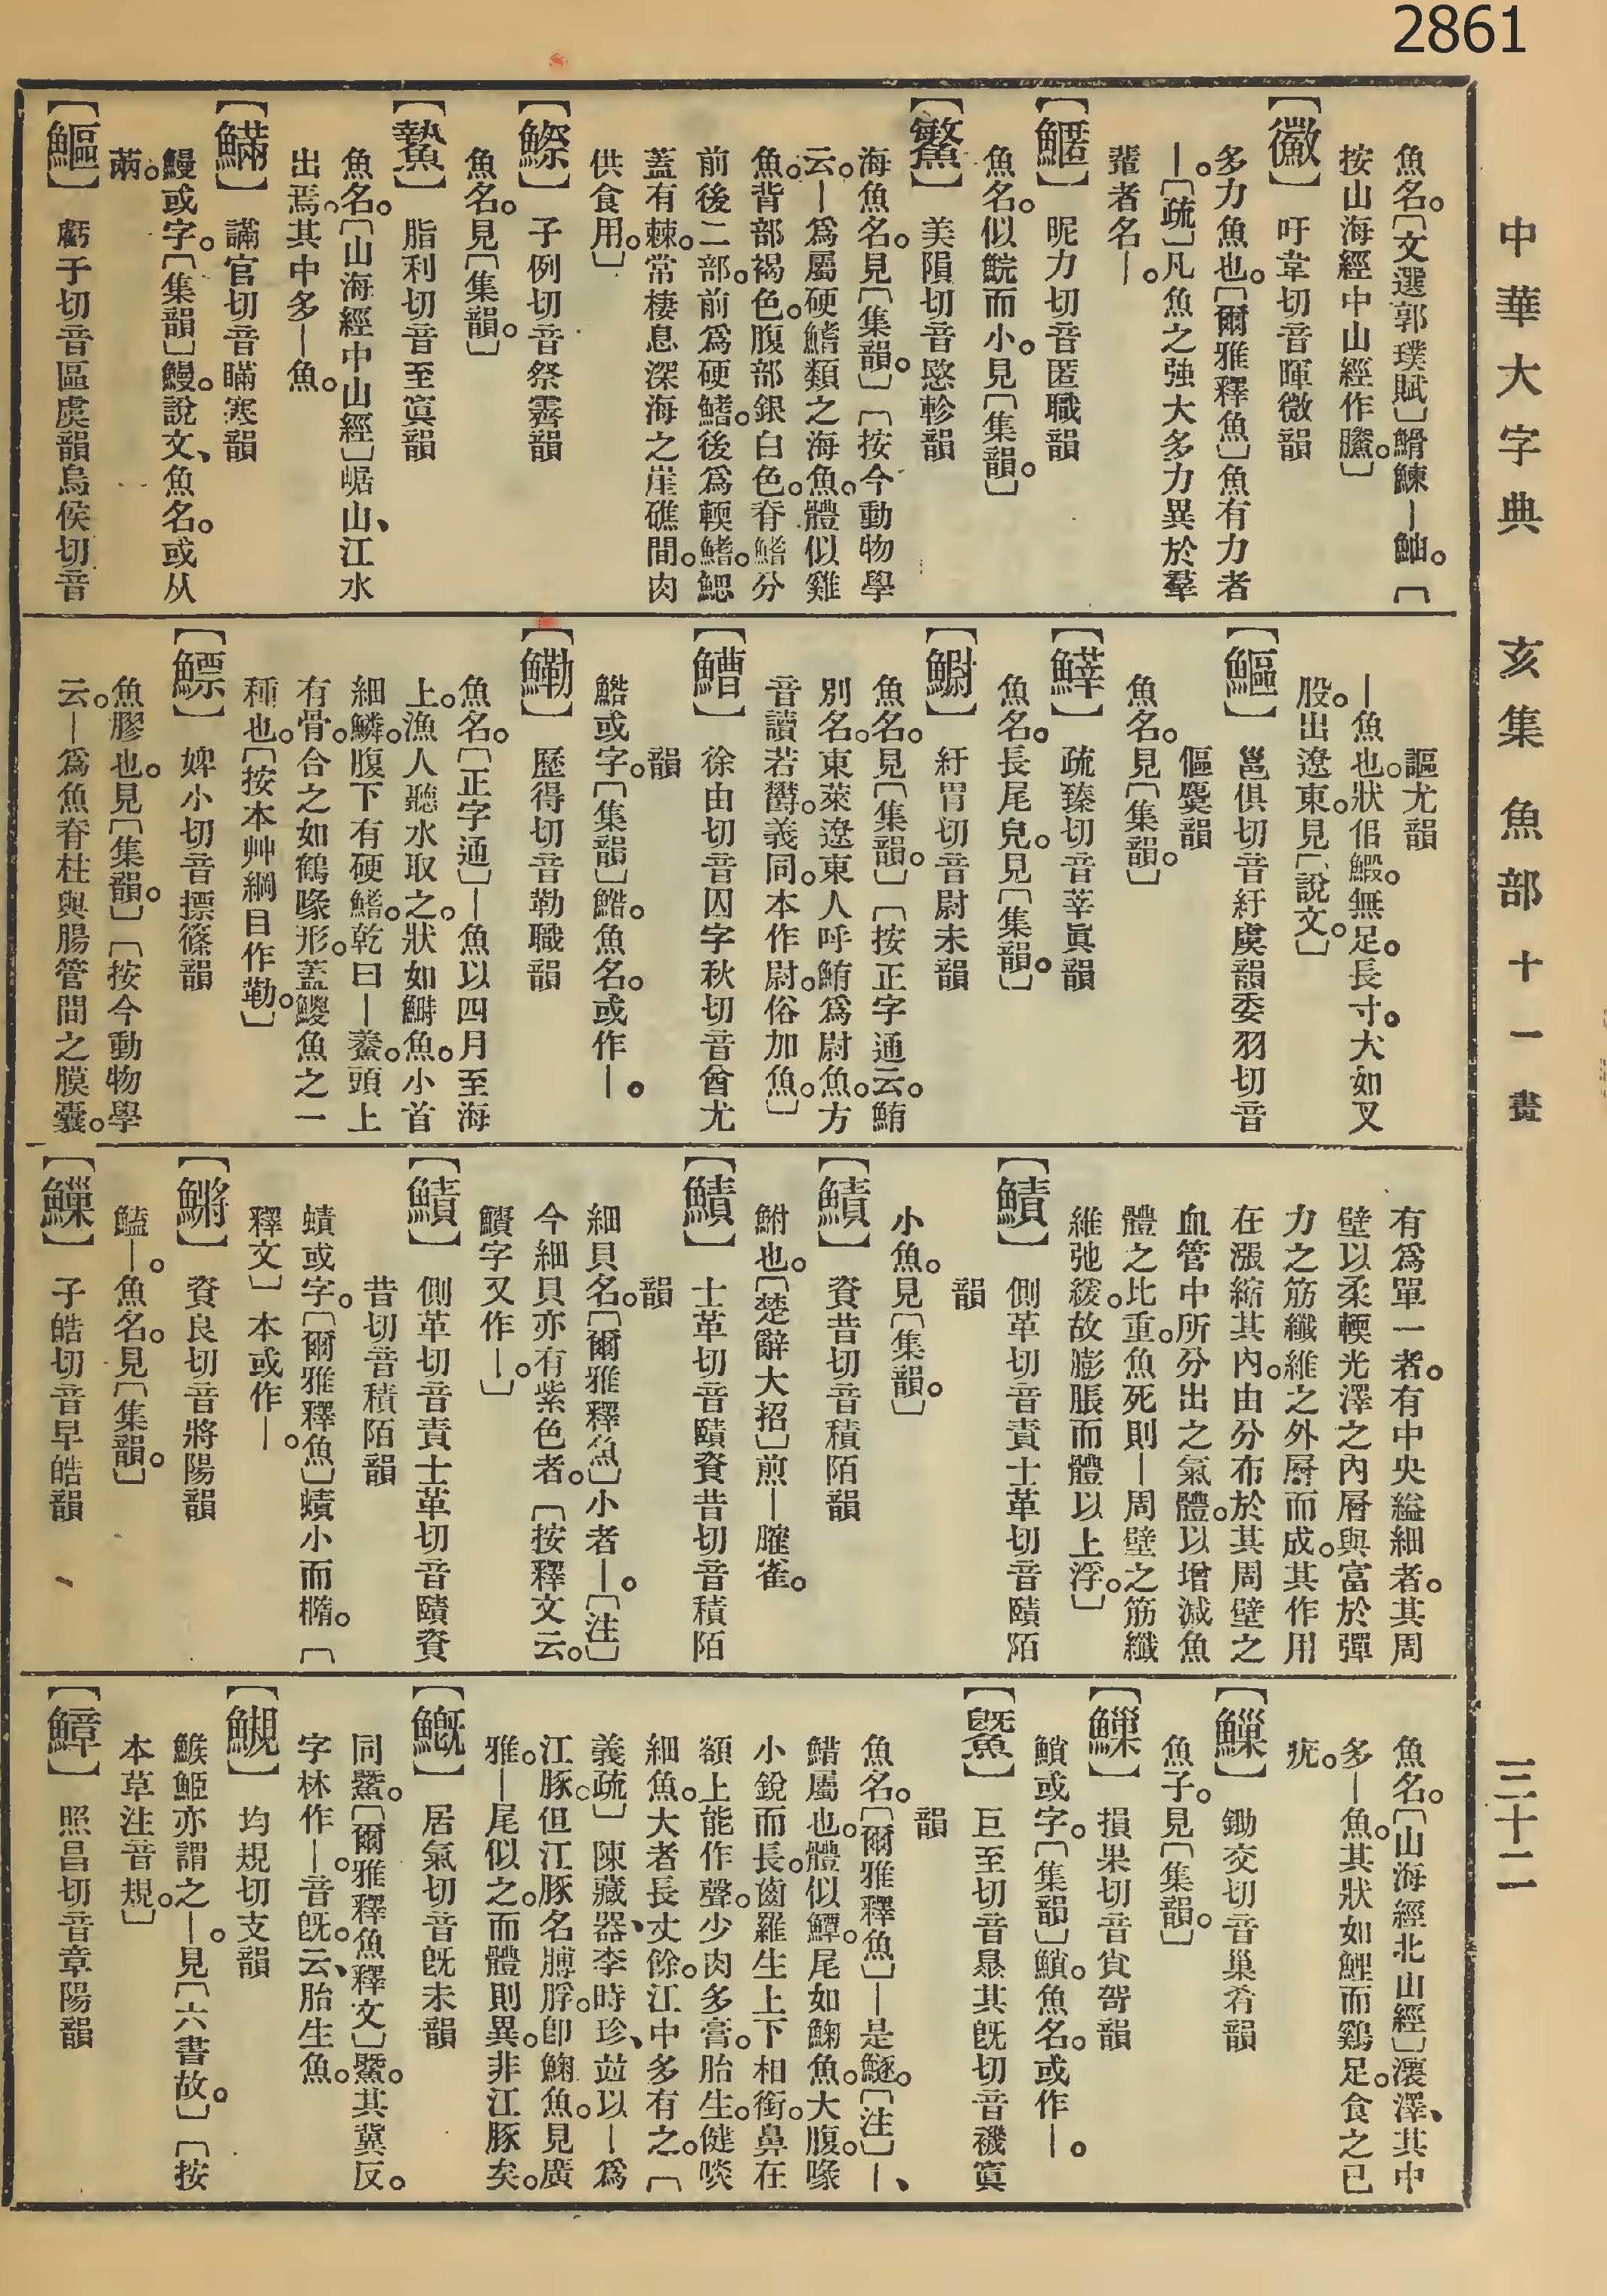 2861
中華大字典 亥集 魚部 十一畫 三十二
魚名。〔文選郭璞賦〕鰼鰊｜鮋。〔
按山海經中山經作䲢。〕
【䲗】吁韋切音暉微韻
多力魚也。〔爾雅釋魚〕魚有力者
｜。〔疏〕凡魚之强大多力異於羣
輩者名｜。
【䱫】昵力切音匿職韻
魚名。似鯇而小。見〔集韻。〕
【鰵】美隕切音愍軫韻
海魚名。見〔集韻。〕〔按今動物學
云。｜爲屬硬鰭類之海魚。體似雞
魚。背部褐色。腹部銀白色。脊鰭分
前後二部。前爲硬鰭。後爲輭鰭。鰓
蓋有棘。常棲息深海之崖礁間。肉
供食用。〕
【鰶】子例切音祭霽韻
魚名。見〔集韻。〕
【䲀】脂利切音至寘韻
魚名。〔山海經中山經〕崌山、江水
出焉。其中多｜魚。
【𩺼】謾官切音瞞寒韻
鰻或字。〔集韻〕鰻。說文、魚名。或从
㒼。
【鰸】虧于切音區虞韻烏侯切音
謳尤韻
｜魚也。狀佀鰕。無足。長寸。大如叉
股。出遼東。見〔說文。〕
【鰸】邕俱切音紆虞韻委羽切音
傴麌韻
魚名。見〔集韻。〕
【𩺱】疏臻切音莘眞韻
魚名。長尾皃。見〔集韻。〕
【䲁】紆胃切音尉未韻
魚名。見〔集韻。〕〔按正字通云。鮪
別名。東萊遼東人呼鮪爲尉魚。方
音讀若鬱。義同。本作尉。俗加魚。〕
【鰽】徐由切音囚字秋切音酋尤
韻
䲡或字。〔集韻〕䲡。魚名。或作｜。
【鰳】歷得切音勒職韻
魚名。〔正字通〕｜魚以四月至海
上。漁人聽水取之。狀如鰣魚。小首
細鱗。腹下有硬鰭。乾曰｜鯗。頭上
有骨。合之如鶴喙形。蓋鰻魚之一
種也。〔按本艸綱目作勒。〕
【鰾】婢小切音摽篠韻
魚膠也。見〔集韻。〕〔按今動物學
云。｜爲魚脊柱與腸管間之膜囊。
有爲單一者。有中央縊細者。其周
壁以柔輭光澤之內層與富於彈
力之筋纖維之外層而成。其作用
在漲縮其內。由分布於其周壁之
血管中所分出之氣體。以增減魚
體之比重。魚死則｜周壁之筋纖
維弛緩。故膨脹而體以上浮。〕
【鰿】側革切音責士革切音賾陌
韻
小魚。見〔集韻。〕
【鰿】資昔切音積陌韻
鮒也。〔楚辭大招〕煎｜臛雀。
【鰿】士革切音賾資昔切音積陌
韻
細貝名。〔爾雅釋魚〕小者｜。〔注〕
今細貝亦有紫色者。〔按釋文云。
鰿字又作｜。〕
【鰿】側革切音責士革切音賾資
昔切音積陌韻
蟦或字。〔爾雅釋魚〕蟦小而橢。〔
釋文〕本或作｜。
【鱂】資良切音將陽韻
鰪｜。魚名。見〔集韻。〕
【鱢】子皓切音早皓韻
魚名。〔山海經北山經〕瀤澤、其中
多｜魚。其狀如鯉而鷄足。食之已
疣。
【鱢】鋤交切音巢肴韻
魚子。見〔集韻。〕
【鱢】損果切音𧴪哿韻
鎻或字。〔集韻〕鎻。魚名。或作｜。
【鱀】巨至切音臮其旣切音禨寘
韻
魚名。〔爾雅釋魚〕｜是鱁。〔注〕｜、
䱜屬也。體似鱏。尾如䱡魚。大腹。喙
小銳而長。齒羅生上下相銜。鼻在
額上。能作聲。少肉多膏。胎生。健啖
細魚。大者長丈餘。江中多有之。〔
義疏〕陳藏器、李時珍、竝以｜爲
江豚。但江豚名䱐䰽。卽䱡魚。見廣
雅。｜尾似之。而體則異。非江豚矣。
【𩺽】居氣切音旣未韻
同鱀。〔爾雅釋魚釋文〕鱀。其冀反。
字林作｜。音旣。云、胎生魚。
【䲅】均規切支韻
鯸䱌亦謂之｜。見〔六書故。〕〔按
本草注音規。〕
【鱆】照昌切音章陽韻